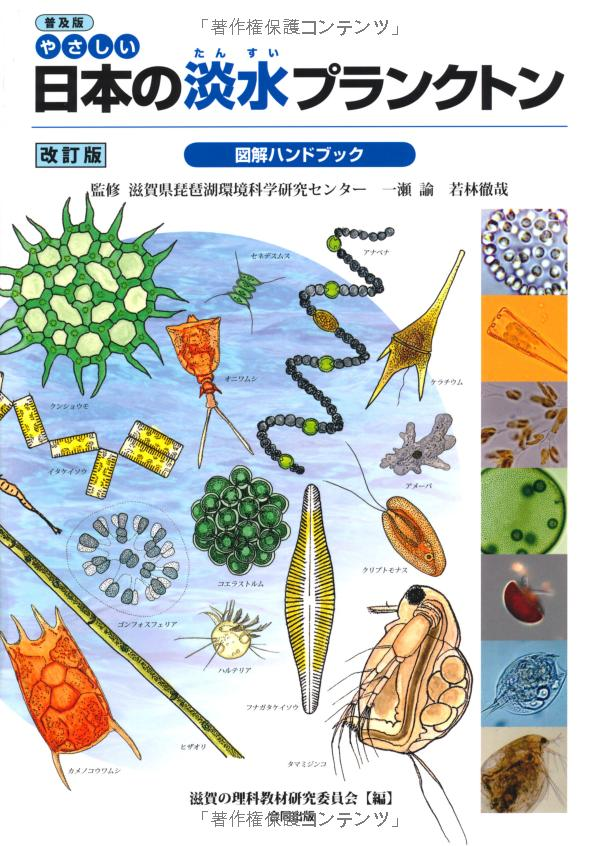 「著作権保護コンテンツ」
普及版
やさしい
たんすい
日本の淡水プランクトン
改訂版
図解ハンドブック
監修 滋賀県琵琶湖環境科学研究センター 一瀬 諭 若林徹哉
アナベナ
セネデスムス
オニワムシ
ケラチウム
クンショウモ
イタケイソウ
アメーバ
クリプトモナス
コエラストルム
ゴンフォスフェリア
ハルテリア
フナガタケイソウ
ヒザオリ
タマミジンコ
カメノコウワムシ
滋賀の理科教材研究委員会【編】
合同出版
「著作権保護コンテンツ」